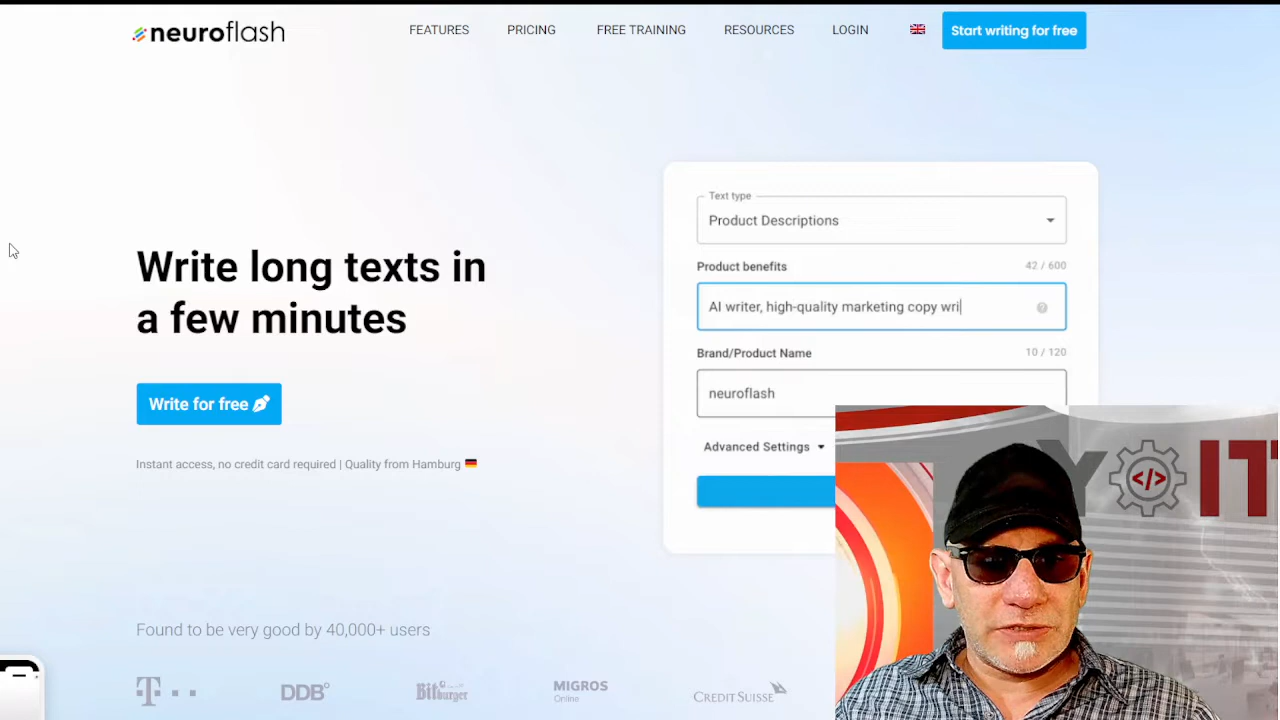 neuroflash
FEATURES PRICING FREE TRAINING RESOURCES LOGIN Start writing for free
Write long texts in
a few minutes
Write for free
Instant access, no credit card required | Quality from Hamburg
Text type
Product Descriptions
Product benefits 42 / 600
AI writer, high-quality marketing copy wri
Brand/Product Name 10 / 120
neuroflash
Advanced Settings
Y </> IT
Found to be very good by 40,000+ users
T
DDB°
Bitburger
MIGROS
Online
CREDIT SUISSE